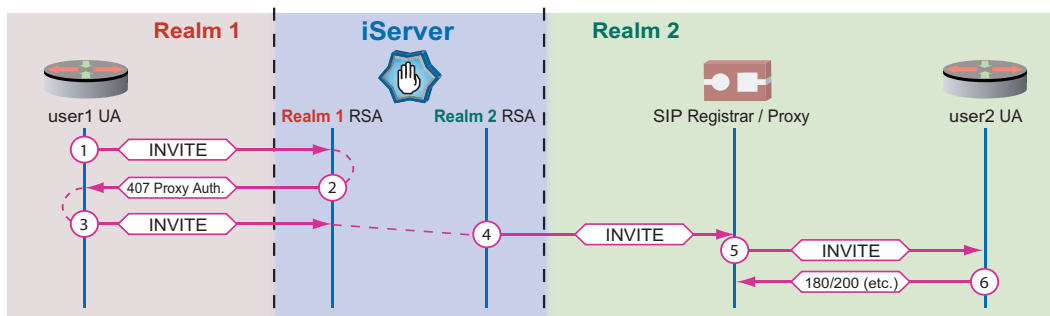 Realm 1
iServer
Realm 2
user1 UA
Realm 1 RSA
Realm 2 RSA
SIP Registrar / Proxy
user2 UA
1
INVITE
407 Proxy Auth.
2
3
INVITE
4
INVITE
5
INVITE
180/200 (etc.)
6